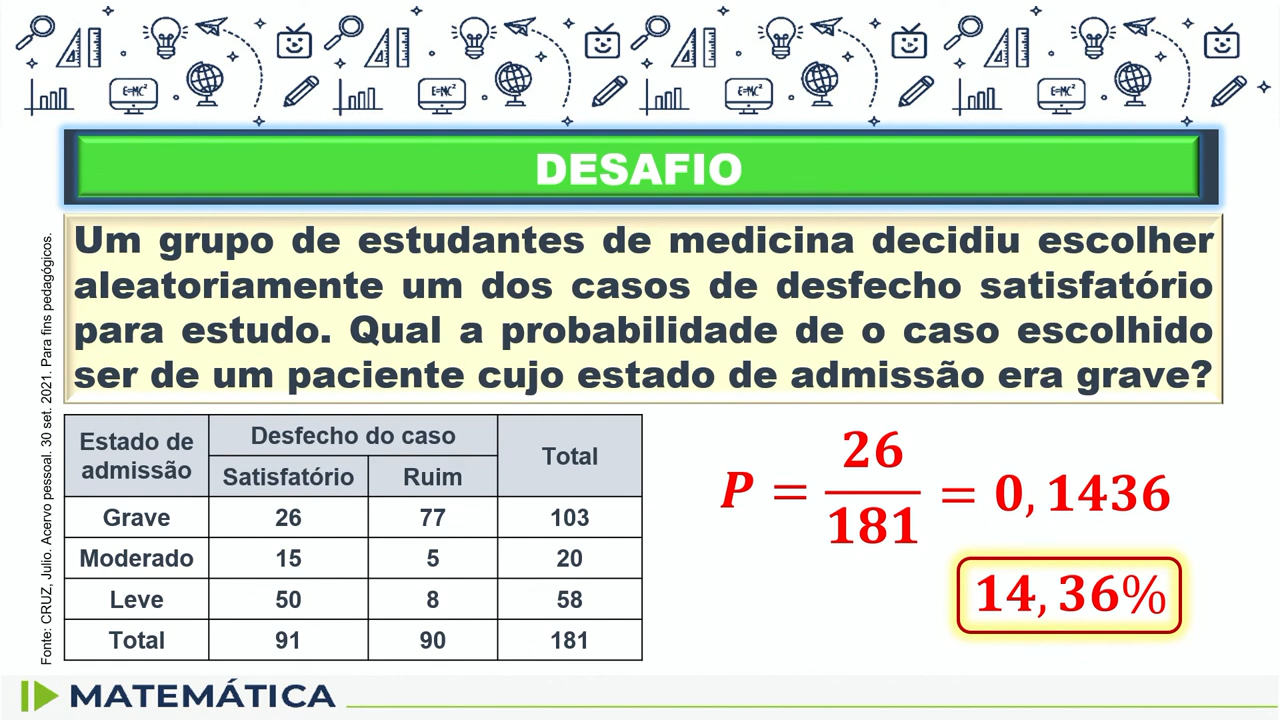 E=MC²
E=MC²
E=MC²
E=MC²
DESAFIO
Um grupo de estudantes de medicina decidiu escolher
aleatoriamente um dos casos de desfecho satisfatório
para estudo. Qual a probabilidade de o caso escolhido
ser de um paciente cujo estado de admissão era grave?
Fonte: CRUZ, Julio. Acervo pessoal. 30 set. 2021. Para fins pedagógicos.
Estado de admissão Desfecho do caso Total
Satisfatório Ruim
Grave 26 77 103
Moderado 15 5 20
Leve 50 8 58
Total 91 90 181
P = 26/181 = 0,1436
14,36%
MATEMÁTICA